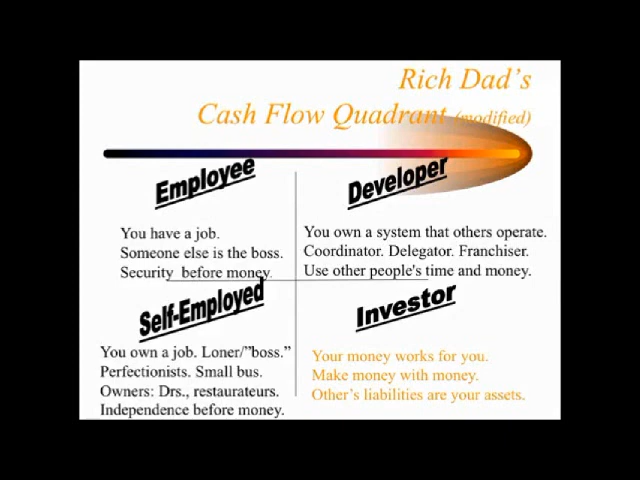 Rich Dad's
Cash Flow Quadrant (modified)
Employee
You have a job.
Someone else is the boss.
Security before money.
Developer
You own a system that others operate.
Coordinator. Delegator. Franchiser.
Use other people's time and money.
Self-Employed
You own a job. Loner/"boss."
Perfectionists. Small bus.
Owners: Drs., restaurateurs.
Independence before money.
Investor
Your money works for you.
Make money with money.
Other's liabilities are your assets.